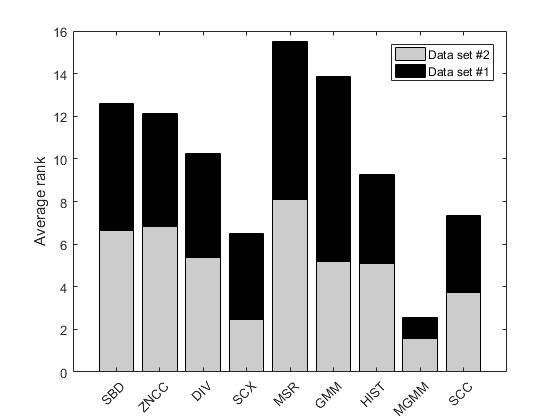 16
14
12
10
8
6
4
2
0
Average rank
Data set #2
Data set #1
SBD
ZNCC
DIV
SCX
MSR
GMM
HIST
MGMM
SCC